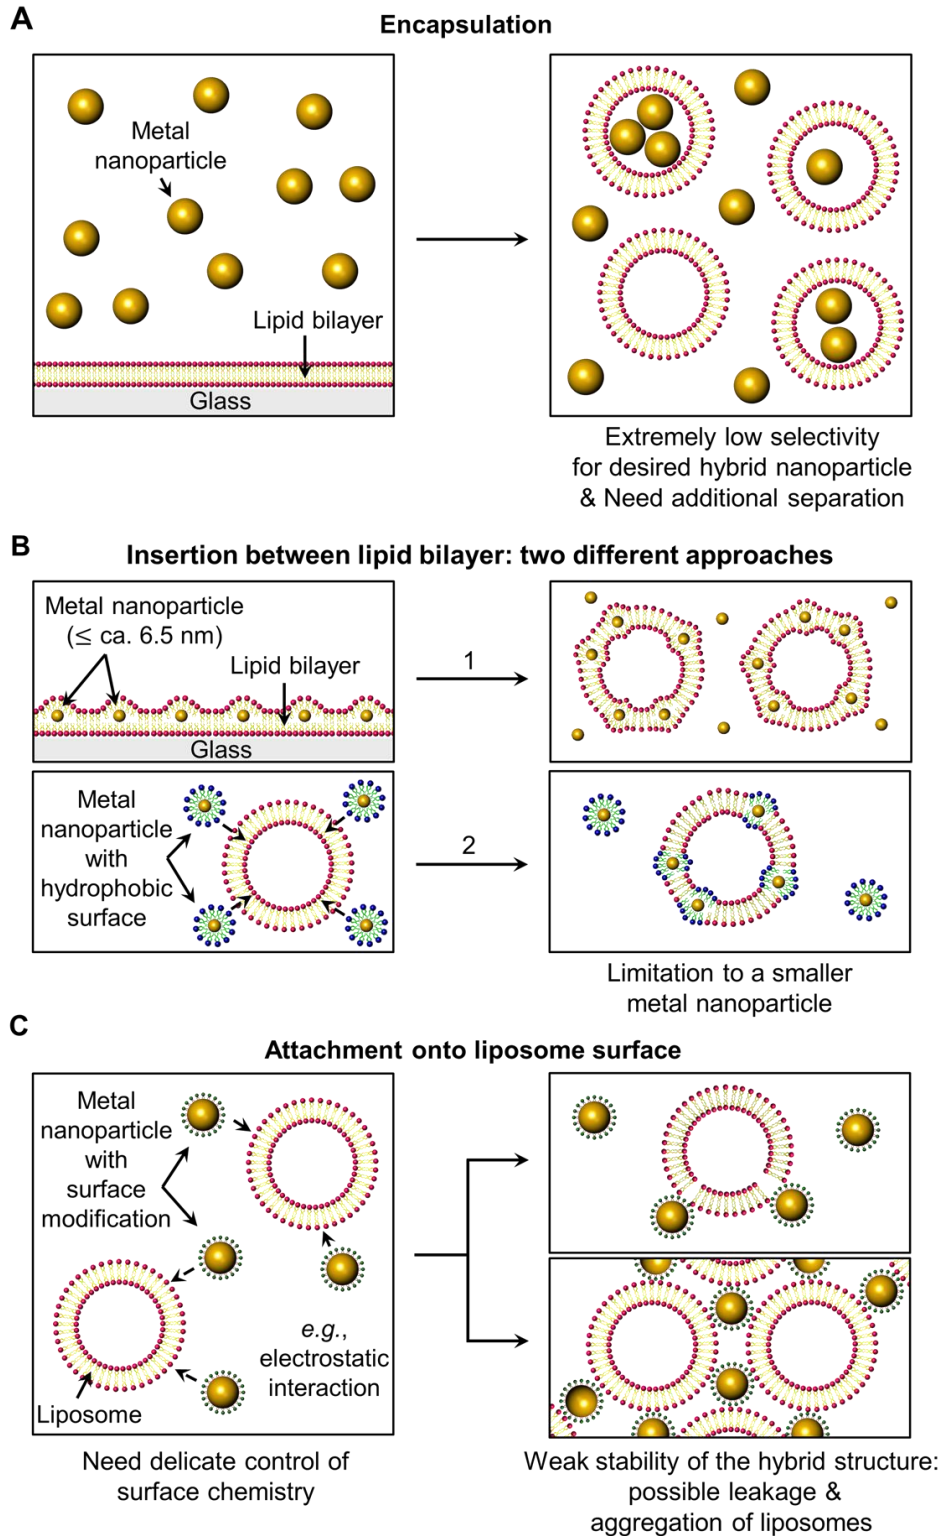 A
Encapsulation
Metal
nanoparticle
Lipid bilayer
Glass
Extremely low selectivity
for desired hybrid nanoparticle
& Need additional separation
B
Insertion between lipid bilayer: two different approaches
Metal nanoparticle
(≤ ca. 6.5 nm)
Lipid bilayer
Glass
1
Metal
nanoparticle
with
hydrophobic
surface
2
Limitation to a smaller
metal nanoparticle
C
Attachment onto liposome surface
Metal
nanoparticle
with
surface
modification
e.g.,
electrostatic
interaction
Liposome
Need delicate control of
surface chemistry
Weak stability of the hybrid structure:
possible leakage &
aggregation of liposomes